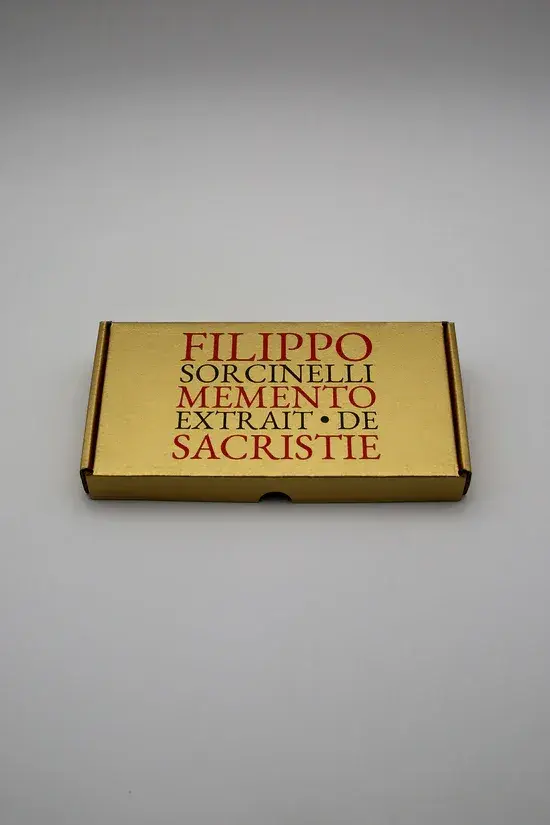 FILIPPO
SORCINELLI
MEMENTO
EXTRAIT • DE
SACRISTIE